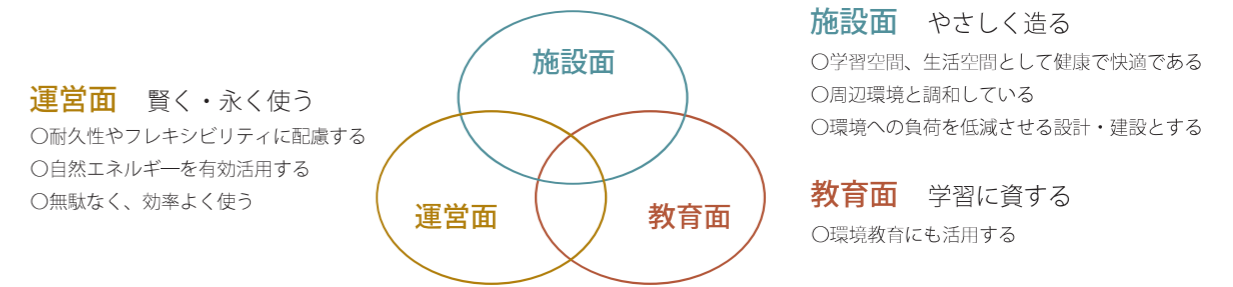 運営面 賢く・永く使う
〇耐久性やフレキシビリティに配慮する
〇自然エネルギ―を有効活用する
〇無駄なく、効率よく使う
施設面
運営面
教育面
施設面 やさしく造る
〇学習空間、生活空間として健康で快適である
〇周辺環境と調和している
〇環境への負荷を低減させる設計・建設とする
教育面 学習に資する
〇環境教育にも活用する